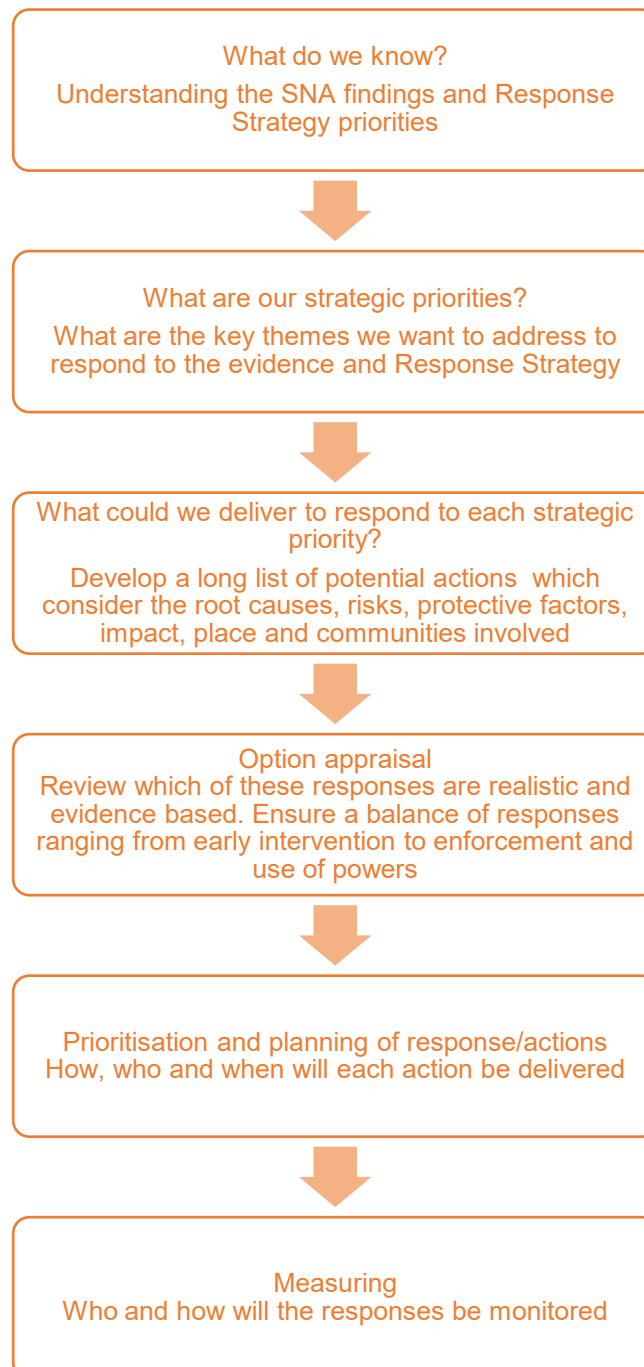 What do we know?
Understanding the SNA findings and Response
Strategy priorities
What are our strategic priorities?
What are the key themes we want to address to
respond to the evidence and Response Strategy
What could we deliver to respond to each strategic
priority?
Develop a long list of potential actions  which
consider the root causes, risks, protective factors,
impact, place and communities involved
Option appraisal
Review which of these responses are realistic and
evidence based. Ensure a balance of responses
ranging from early intervention to enforcement and
use of powers
Prioritisation and planning of response/actions
How, who and when will each action be delivered
Measuring
Who and how will the responses be monitored